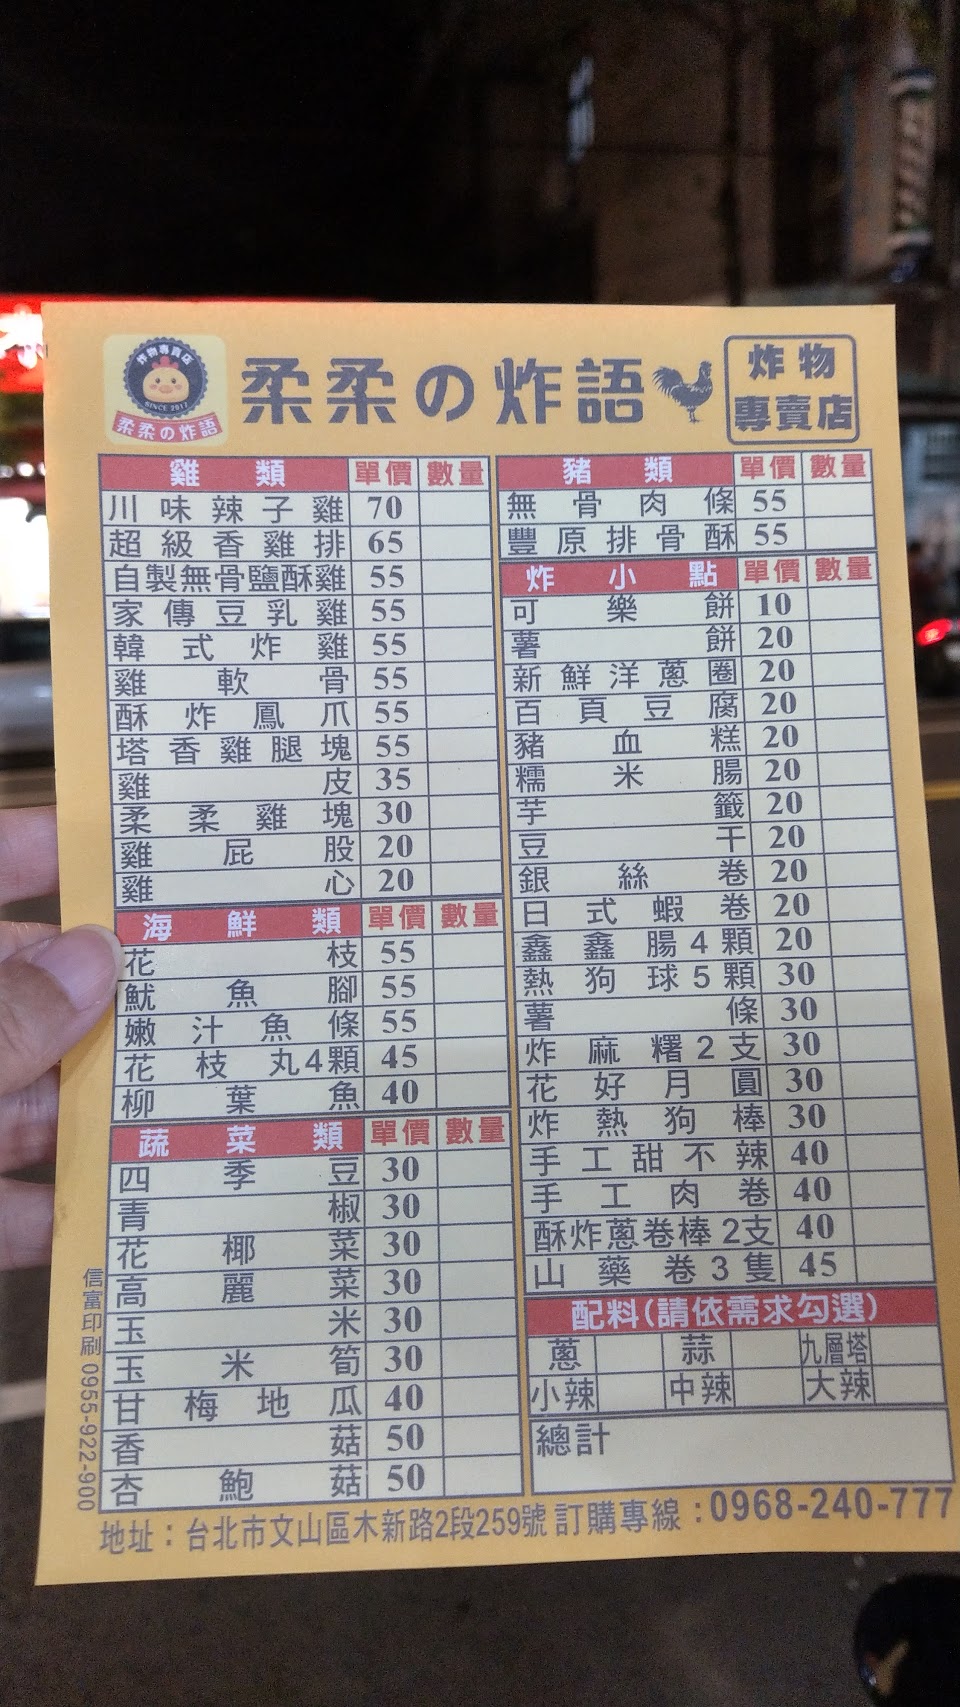 炸物專賣店
SINCE 2017
柔柔の炸語
柔柔の炸語
炸物
專賣店
雞類 單價 數量
川味辣子雞 70
超級香雞排 65
自製無骨鹽酥雞 55
家傳豆乳雞 55
韓式炸雞 55
雞軟骨 55
酥炸鳳爪 55
塔香雞腿塊 55
雞皮 35
柔柔雞塊 30
雞屁股 20
雞心 20
海鮮類 單價 數量
花枝 55
魷魚腳 55
嫩汁魚條 55
花枝丸4顆 45
柳葉魚 40
蔬菜類 單價 數量
四季豆 30
青椒 30
花椰菜 30
高麗菜 30
玉米 30
玉米筍 30
甘梅地瓜 40
香菇 50
杏鮑菇 50
豬類 單價 數量
無骨肉條 55
豐原排骨酥 55
炸小點 單價 數量
可樂餅 10
薯餅 20
新鮮洋蔥圈 20
百頁豆腐 20
豬血糕 20
糯米腸 20
芋籤 20
豆干 20
銀絲卷 20
日式蝦卷 20
鑫鑫腸4顆 20
熱狗球5顆 30
薯條 30
炸麻糬2支 30
花好月圓 30
炸熱狗棒 30
手工甜不辣 40
手工肉卷 40
酥炸蔥卷棒2支 40
山藥卷3隻 45
配料(請依需求勾選)
蔥 蒜 九層塔
小辣 中辣 大辣
總計
信富印刷 0955-922-900
地址：台北市文山區木新路2段259號 訂購專線：0968-240-777